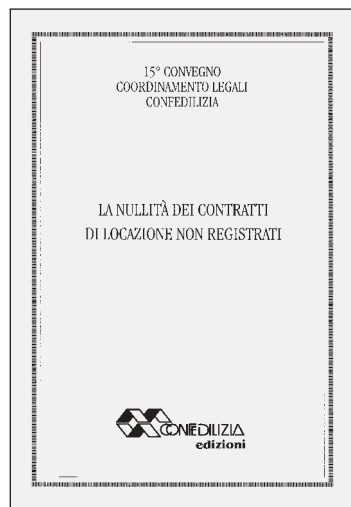 15° CONVEGNO
COORDINAMENTO LEGALI
CONFEDILIZIA
LA NULLITÀ DEI CONTRATTI
DI LOCAZIONE NON REGISTRATI
CONFEDILIZIA
edizioni